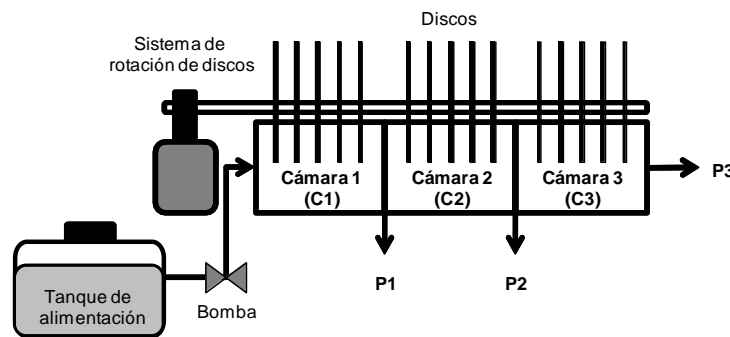 Discos
Sistema de
rotación de discos
Cámara 1
(C1)
Cámara 2
(C2)
Cámara 3
(C3)
P3
P1
P2
Bomba
Tanque de
alimentación